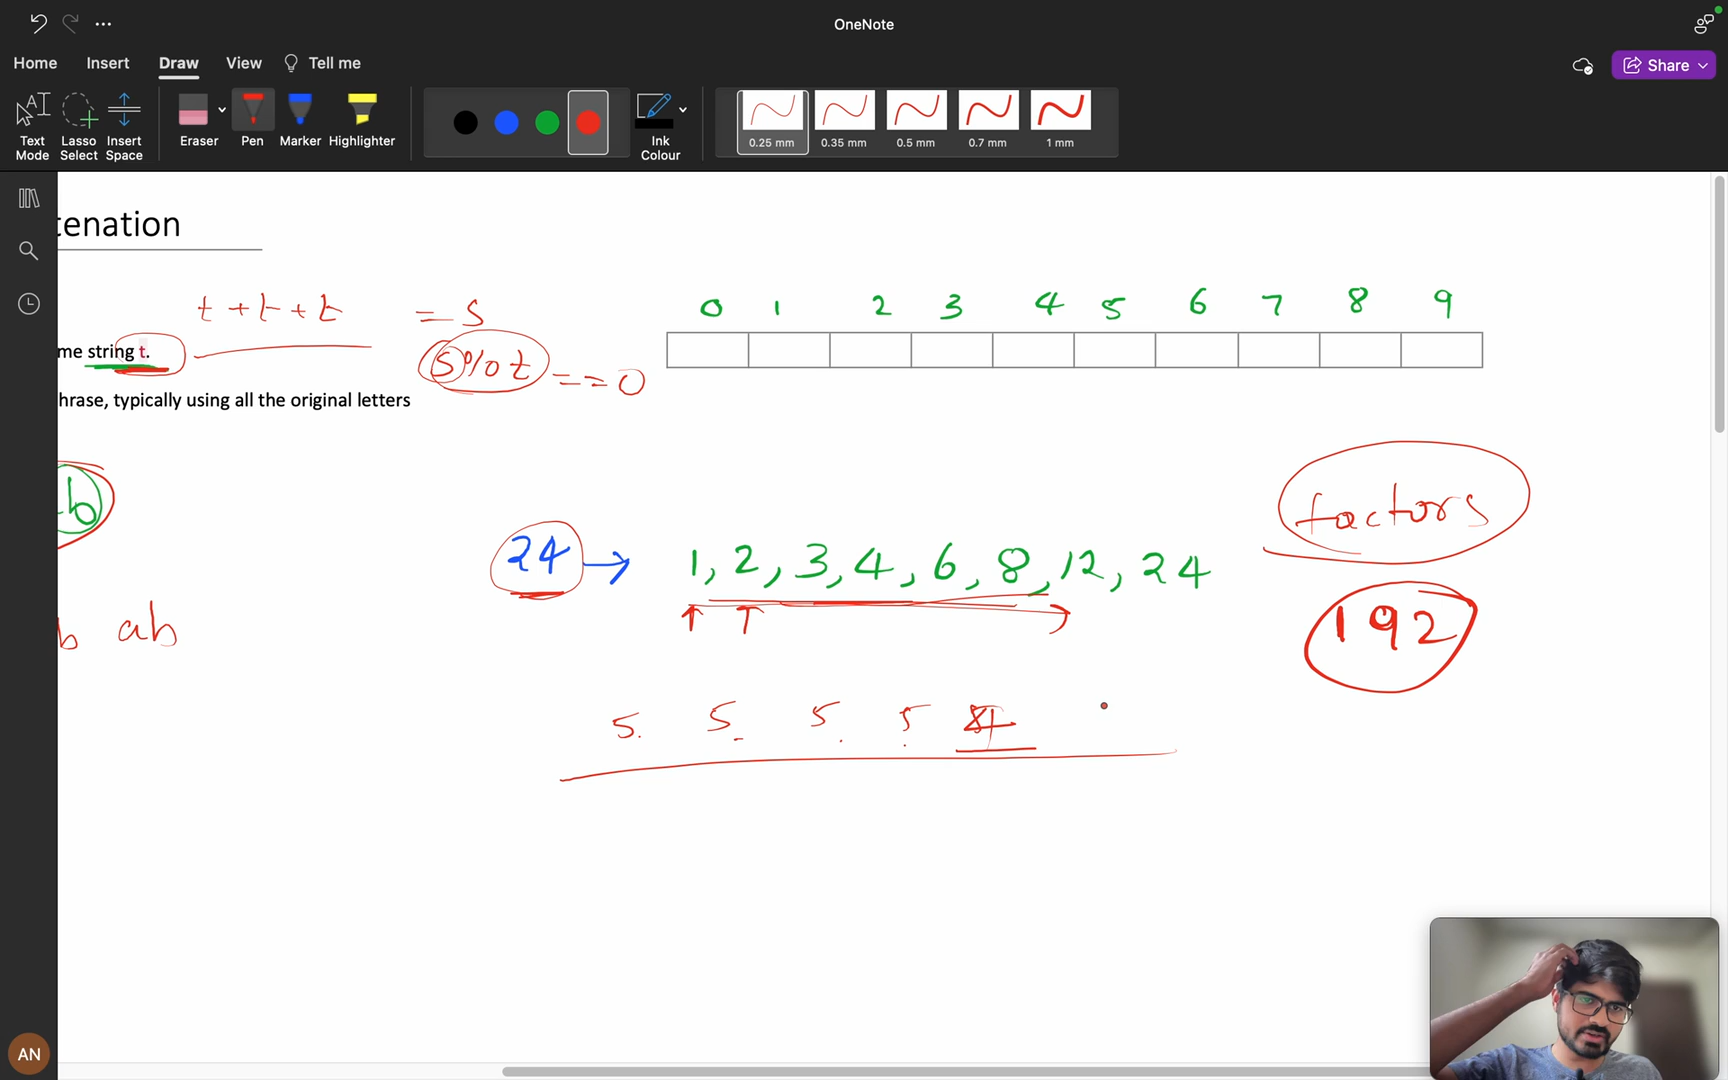 OneNote
Home Insert Draw View Tell me
Share
Text Mode
Lasso Select
Insert Space
Eraser
Pen
Marker
Highlighter
Ink Colour
0.25 mm
0.35 mm
0.5 mm
0.7 mm
1 mm
tenation
t + t + t = s
me string t.
s % t == 0
hrase, typically using all the original letters
0 1 2 3 4 5 6 7 8 9
factors
b
24 → 1, 2, 3, 4, 6, 8, 12, 24
192
b ab
5. 5. 5. 5. 4
AN